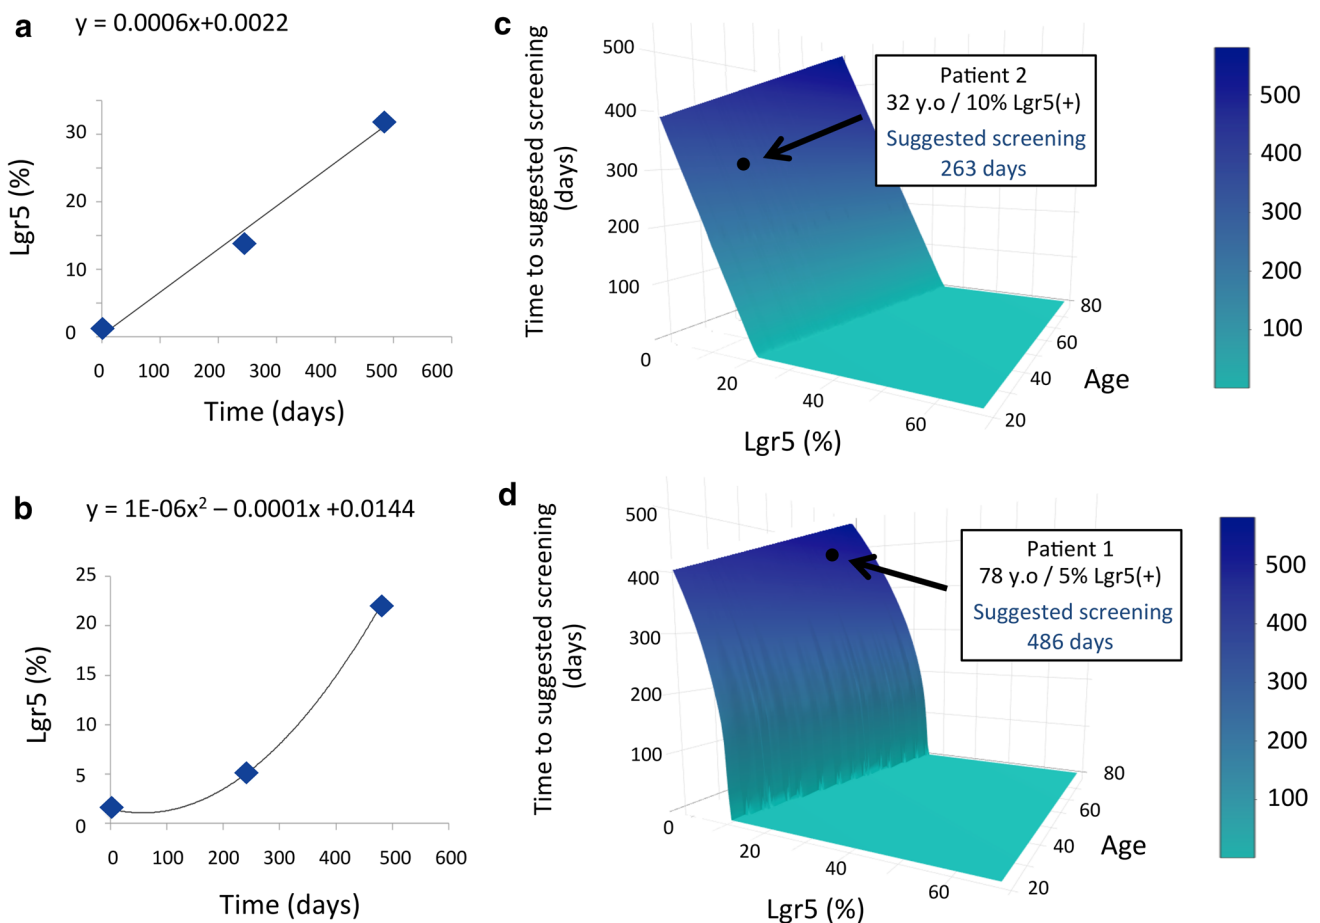 a
y = 0.0006x+0.0022
Lgr5 (%)
30
20
10
0
0 100 200 300 400 500 600
Time (days)
b
y = 1E-06x² – 0.0001x +0.0144
Lgr5 (%)
25
20
15
10
5
0
0 100 200 300 400 500 600
Time (days)
c
Time to suggested screening
(days)
500
400
300
200
100
0
20
40
60
Lgr5 (%)
80
60
40
20
Age
Patient 2
32 y.o / 10% Lgr5(+)
Suggested screening
263 days
500
400
300
200
100
d
Time to suggested screening
(days)
500
400
300
200
100
0
20
40
60
Lgr5 (%)
80
60
40
20
Age
Patient 1
78 y.o / 5% Lgr5(+)
Suggested screening
486 days
500
400
300
200
100